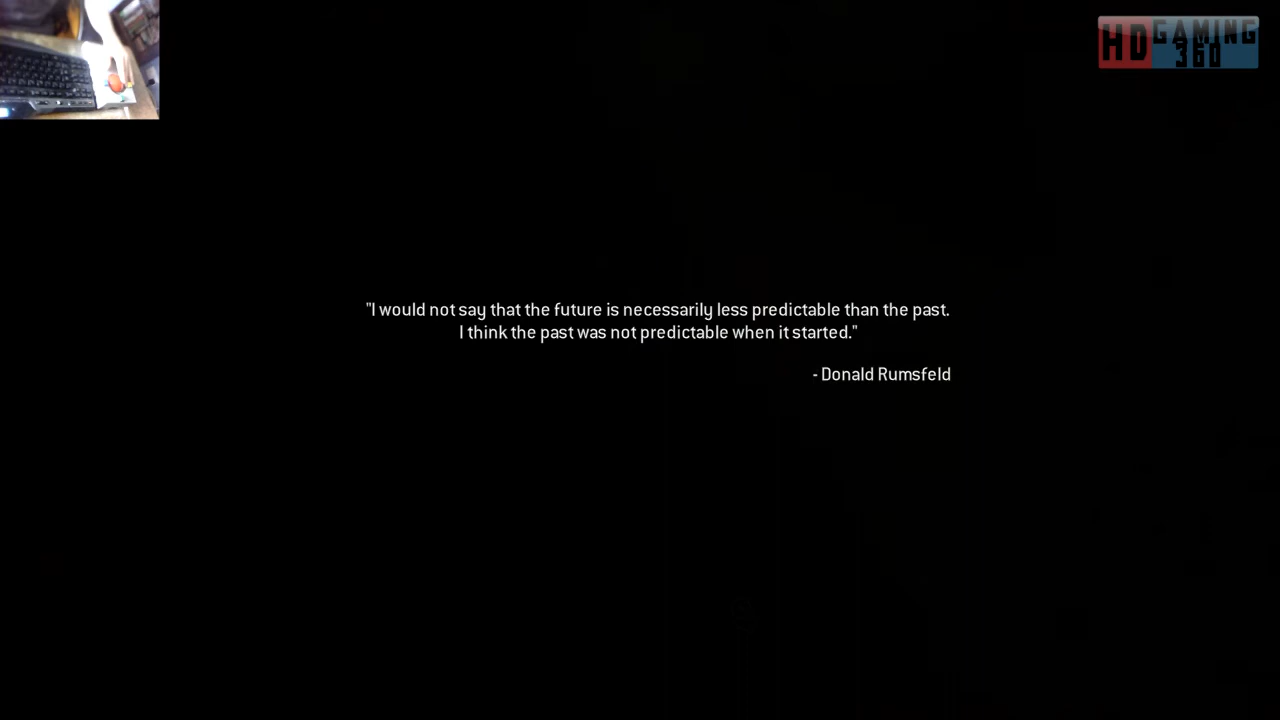 HD GAMING
360
"I would not say that the future is necessarily less predictable than the past.
I think the past was not predictable when it started."
- Donald Rumsfeld